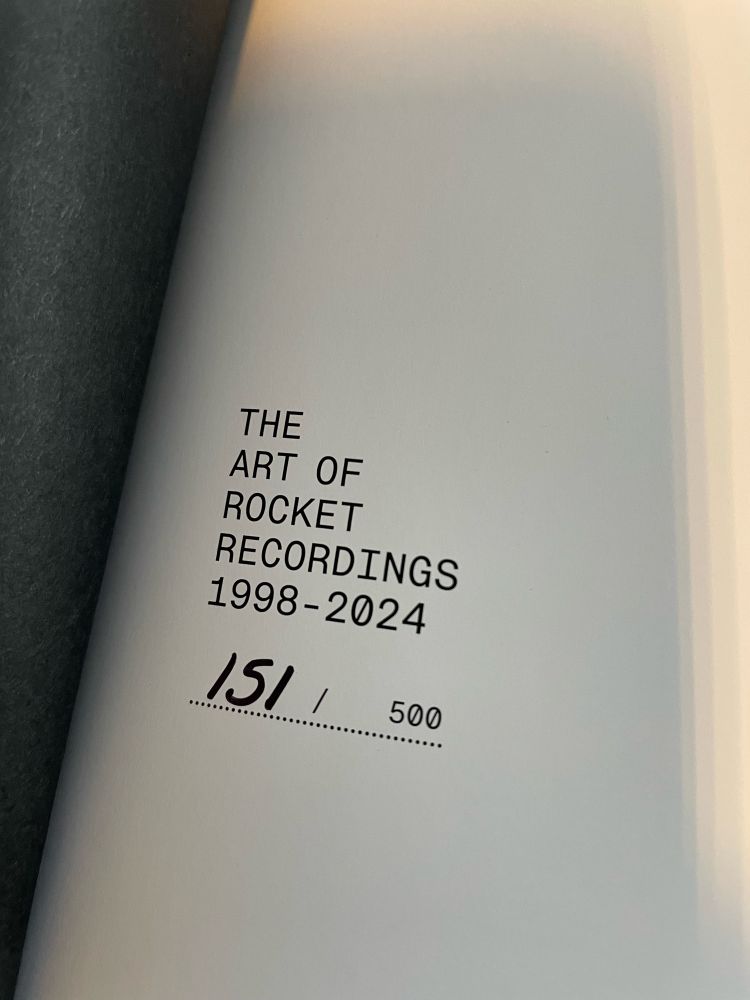 THE
ART OF
ROCKET
RECORDINGS
1998-2024
151 / 500